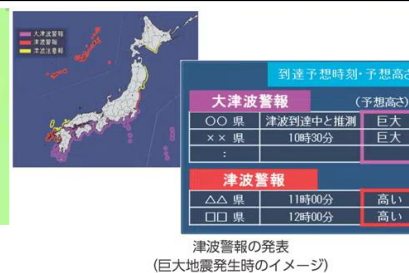 大津波警報
津波警報
津波注意報
到達予想時刻・予想高さ
大津波警報 (予想高さ)
〇〇 県 津波到達中と推測 巨大
×× 県 10時30分 巨大
:
津波警報
△△ 県 11時00分 高い
□□ 県 12時00分 高い
津波警報の発表
(巨大地震発生時のイメージ)